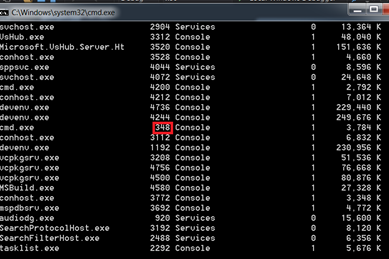 C:\Windows\system32\cmd.exe
svchost.exe 2904 Services 0 13,364 K
VsHub.exe 3312 Console 1 48,040 K
Microsoft.VsHub.Server.Ht 3520 Console 1 151,636 K
conhost.exe 3528 Console 1 4,660 K
sppsvc.exe 4044 Services 0 8,596 K
svchost.exe 4072 Services 0 24,648 K
cmd.exe 4200 Console 1 2,792 K
conhost.exe 4212 Console 1 7,012 K
devenv.exe 4736 Console 1 229,440 K
devenv.exe 4244 Console 1 249,676 K
cmd.exe 348 Console 1 3,784 K
conhost.exe 3112 Console 1 6,832 K
devenv.exe 1192 Console 1 230,956 K
vcpkgsrv.exe 3208 Console 1 51,536 K
vcpkgsrv.exe 4756 Console 1 76,668 K
vcpkgsrv.exe 4500 Console 1 80,876 K
MSBuild.exe 4580 Console 1 27,328 K
conhost.exe 3772 Console 1 3,348 K
mspdbsrv.exe 3692 Console 1 4,772 K
audiodg.exe 920 Services 0 15,600 K
SearchProtocolHost.exe 3192 Services 0 8,120 K
SearchFilterHost.exe 2488 Services 0 6,356 K
tasklist.exe 2292 Console 1 5,676 K